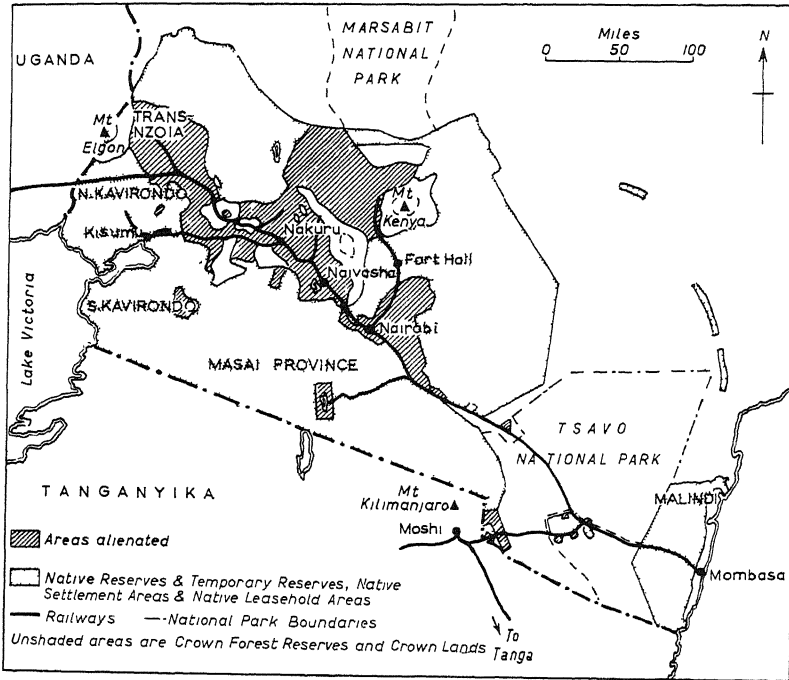 UGANDA
MARSABIT
NATIONAL
PARK
Miles
0 50 100
N
Mt
Elgon
TRANS-
NZOIA
N.KAVIRONDO
Kisumu
Nakuru
Mt
Kenya
Fort Hall
Naivasha
S.KAVIRONDO
Nairobi
Lake Victoria
MASAI PROVINCE
TSAVO
NATIONAL PARK
TANGANYIKA
Mt
Kilimanjaro
Moshi
MALINDI
Mombasa
Areas alienated
Native Reserves & Temporary Reserves, Native
Settlement Areas & Native Leasehold Areas
Railways National Park Boundaries
Unshaded areas are Crown Forest Reserves and Crown Lands
To
Tanga